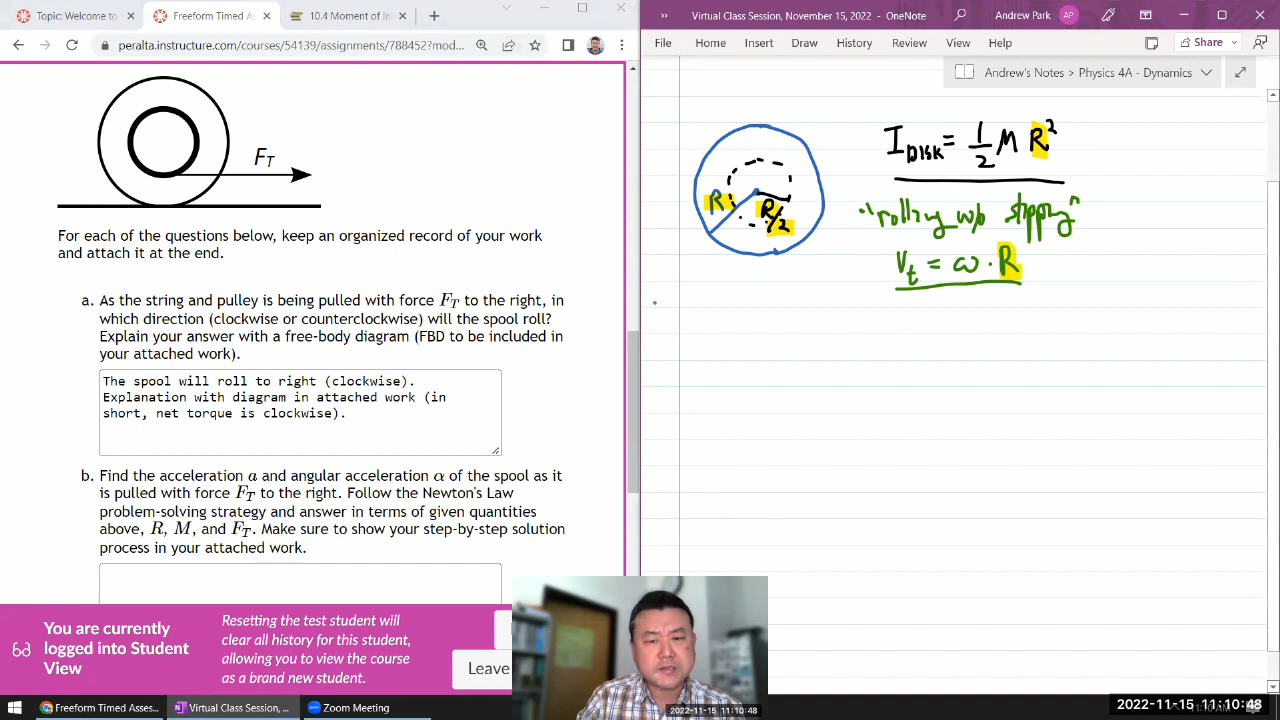 Topic: Welcome to
Freeform Timed A
10.4 Moment of In
Virtual Class Session, November 15, 2022 - OneNote
Andrew Park
AP
peralta.instructure.com/courses/54139/assignments/788452?mod...
File
Home
Insert
Draw
History
Review
View
Help
Share
Andrew's Notes > Physics 4A - Dynamics
F_T
For each of the questions below, keep an organized record of your work
and attach it at the end.
a. As the string and pulley is being pulled with force F_T to the right, in
which direction (clockwise or counterclockwise) will the spool roll?
Explain your answer with a free-body diagram (FBD to be included in
your attached work).
The spool will roll to right (clockwise).
Explanation with diagram in attached work (in
short, net torque is clockwise).
b. Find the acceleration a and angular acceleration α of the spool as it
is pulled with force F_T to the right. Follow the Newton's Law
problem-solving strategy and answer in terms of given quantities
above, R, M, and F_T. Make sure to show your step-by-step solution
process in your attached work.
You are currently
logged into Student
View
Resetting the test student will
clear all history for this student,
allowing you to view the course
as a brand new student.
Leave
R
R/2
I_DISK = 1/2 M R²
"rolling w/o slipping"
v_t = ω · R
Freeform Timed Asses...
Virtual Class Session, ...
Zoom Meeting
2022-11-15 11:10:48
2022-11-15 11:10:48